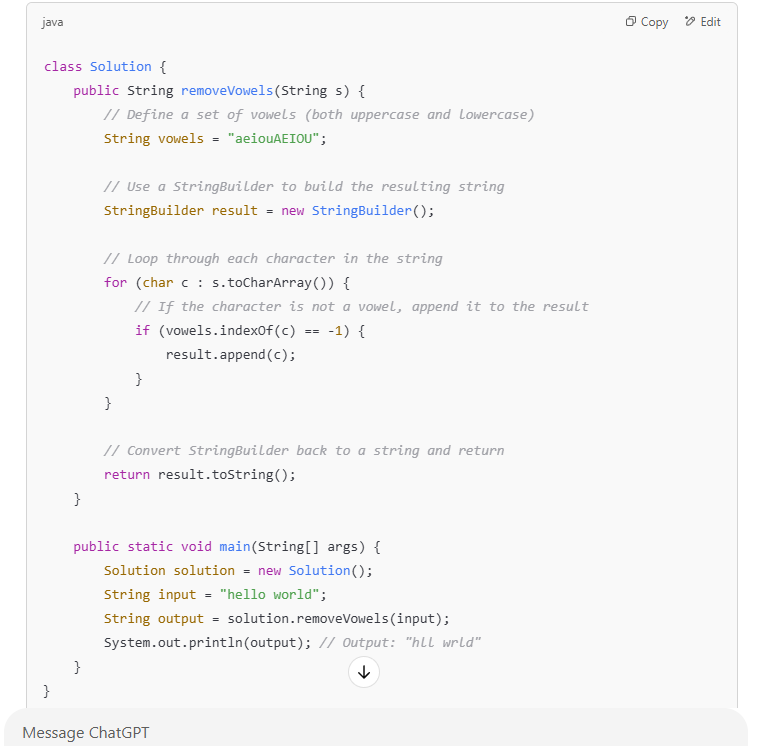 java Copy Edit
class Solution {
    public String removeVowels(String s) {
        // Define a set of vowels (both uppercase and lowercase)
        String vowels = "aeiouAEIOU";

        // Use a StringBuilder to build the resulting string
        StringBuilder result = new StringBuilder();

        // Loop through each character in the string
        for (char c : s.toCharArray()) {
            // If the character is not a vowel, append it to the result
            if (vowels.indexOf(c) == -1) {
                result.append(c);
            }
        }

        // Convert StringBuilder back to a string and return
        return result.toString();
    }

    public static void main(String[] args) {
        Solution solution = new Solution();
        String input = "hello world";
        String output = solution.removeVowels(input);
        System.out.println(output); // Output: "hll wrld"
    }
}
Message ChatGPT